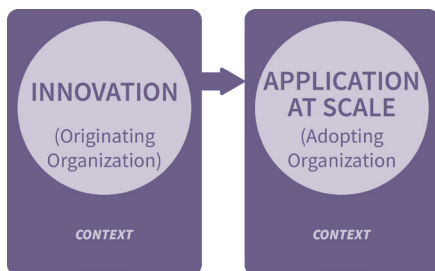 INNOVATION
(Originating
Organization)
CONTEXT
APPLICATION
AT SCALE
(Adopting
Organization
CONTEXT